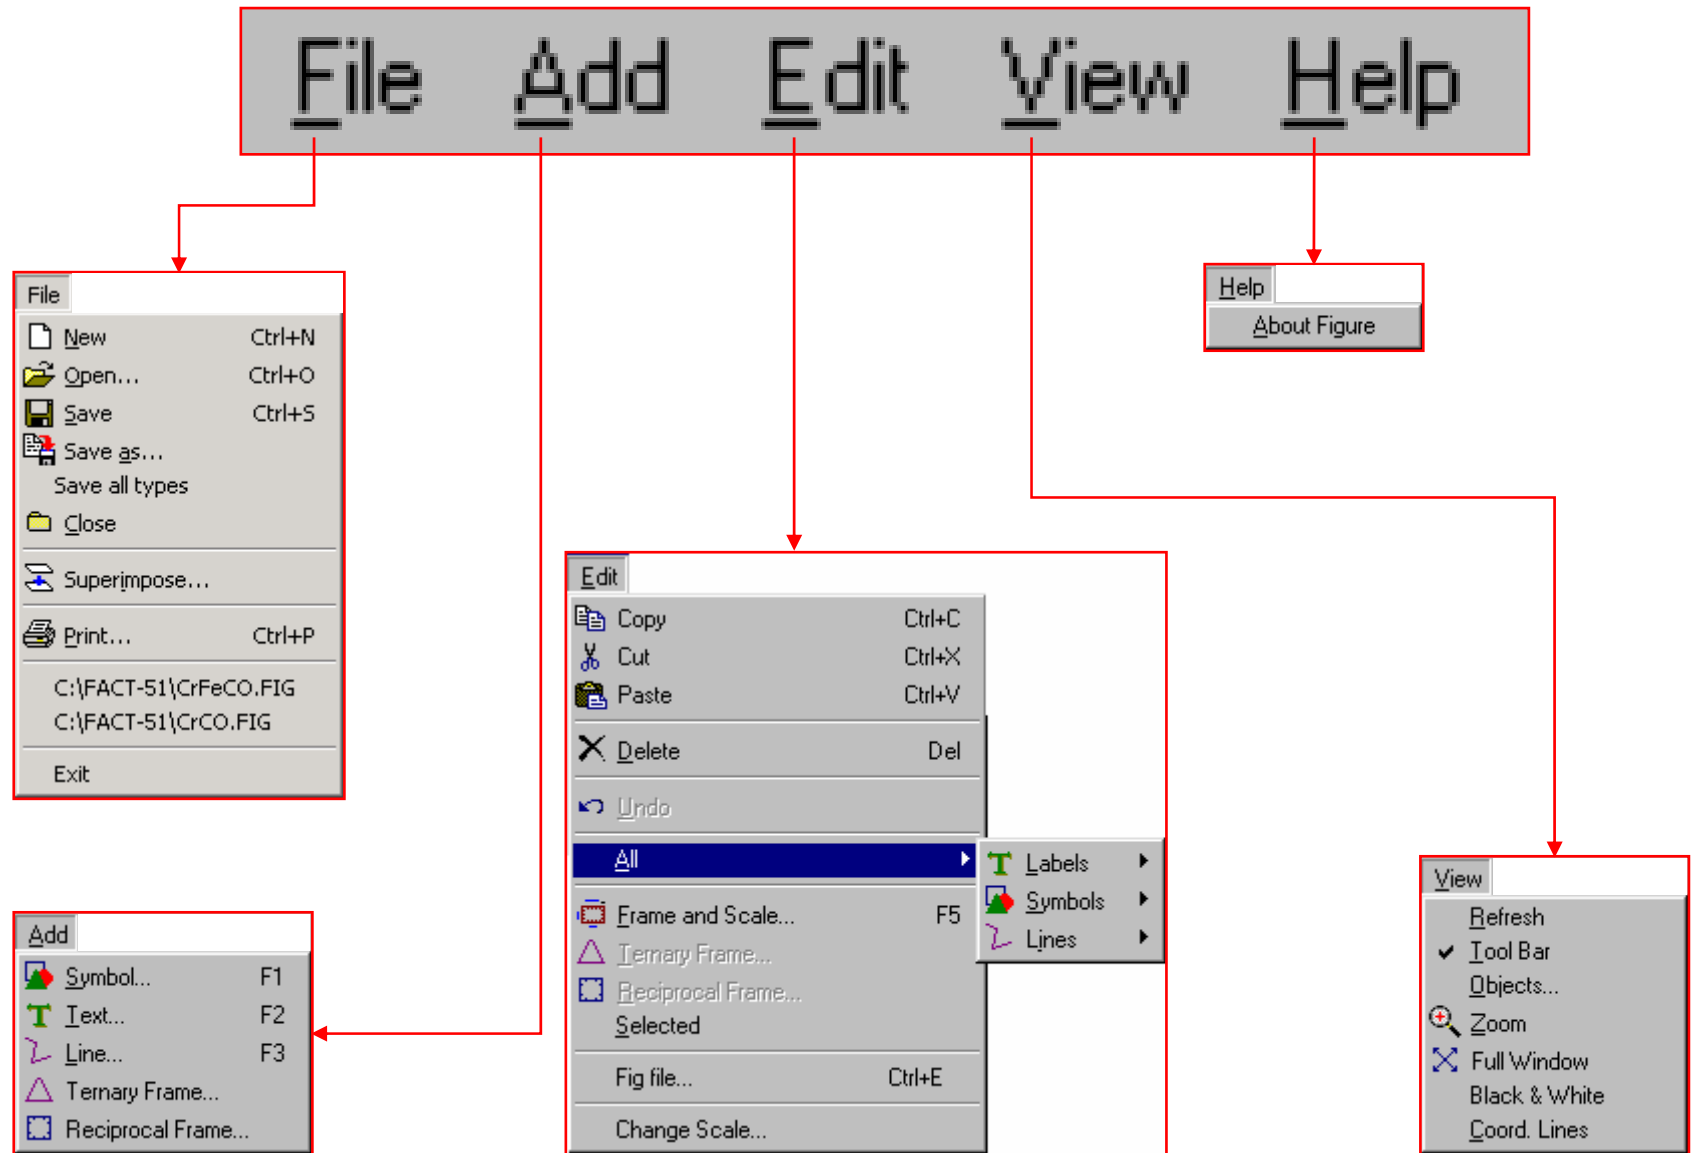 File Add Edit View Help
File
New Ctrl+N
Open... Ctrl+O
Save Ctrl+S
Save as...
Save all types
Close
Superimpose...
Print... Ctrl+P
C:\FACT-51\CrFeCO.FIG
C:\FACT-51\CrCO.FIG
Exit
Add
Symbol... F1
Text... F2
Line... F3
Ternary Frame...
Reciprocal Frame...
Edit
Copy Ctrl+C
Cut Ctrl+X
Paste Ctrl+V
Delete Del
Undo
All
Labels
Symbols
Lines
Frame and Scale... F5
Ternary Frame...
Reciprocal Frame...
Selected
Fig file... Ctrl+E
Change Scale...
Help
About Figure
View
Refresh
Tool Bar
Objects...
Zoom
Full Window
Black & White
Coord. Lines